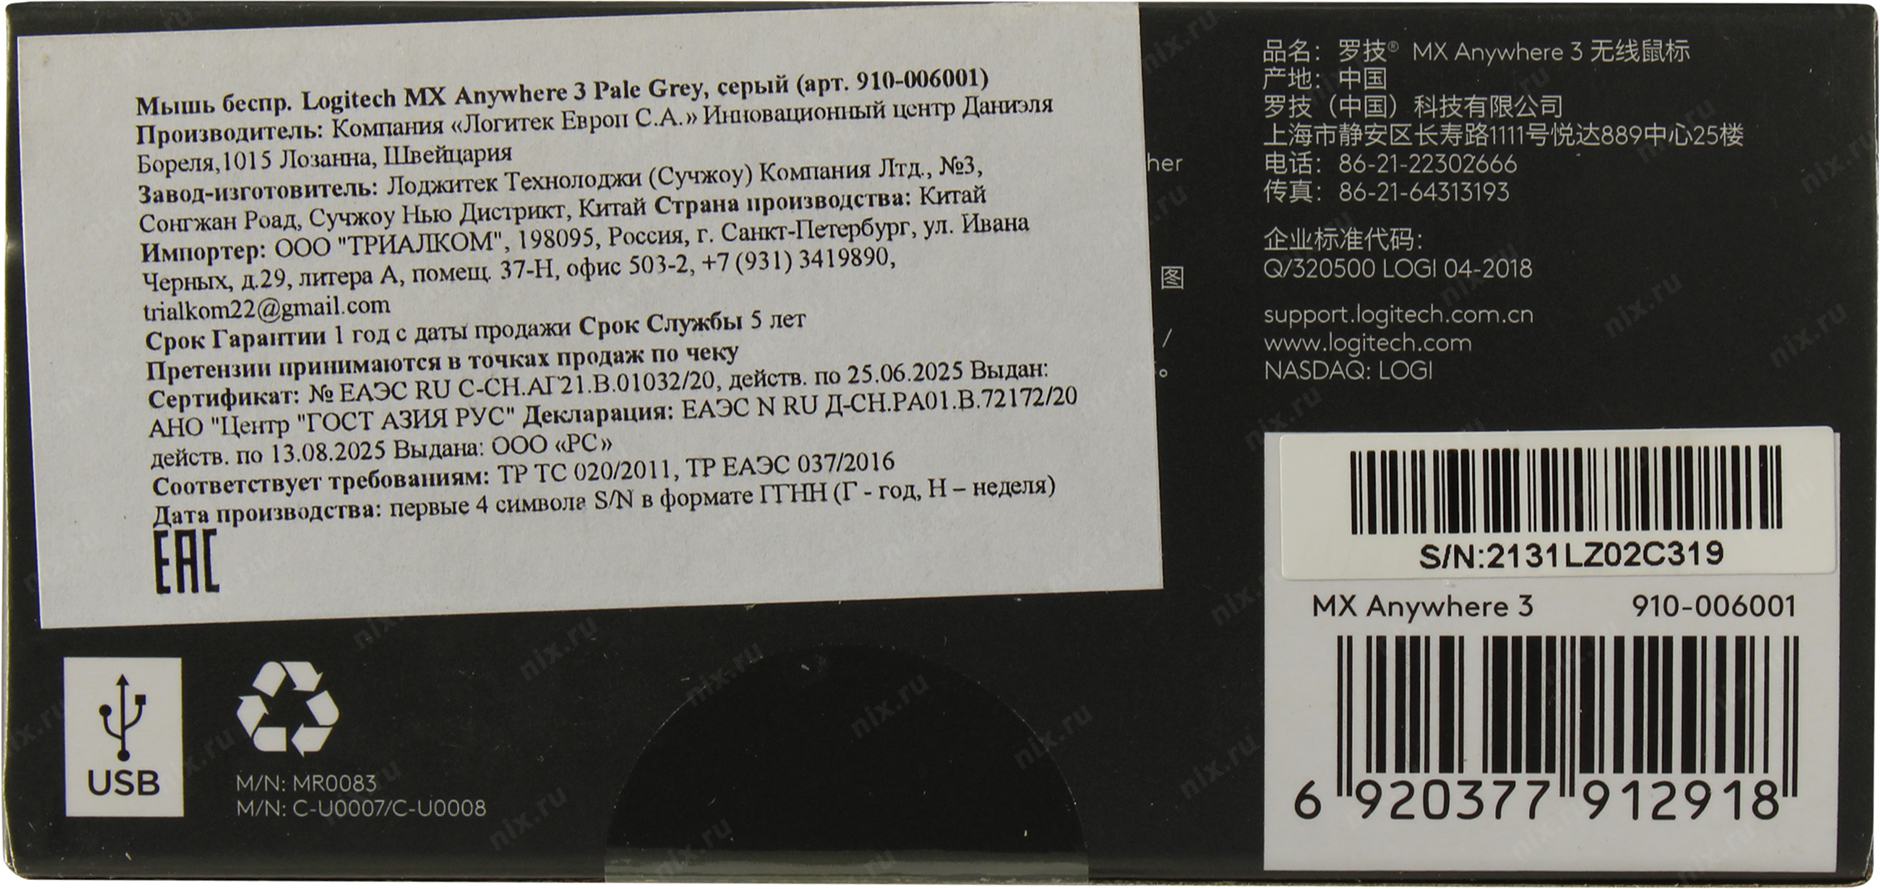 Мышь беспр. Logitech MX Anywhere 3 Pale Grey, серый (арт. 910-006001)
Производитель: Компания «Логитек Европ С.А.» Инновационный центр Даниэля
Бореля,1015 Лозанна, Швейцария
Завод-изготовитель: Лоджитек Технолоджи (Сучжоу) Компания Лтд., №3,
Сонгжан Роад, Сучжоу Нью Дистрикт, Китай Страна производства: Китай
Импортер: ООО "ТРИАЛКОМ", 198095, Россия, г. Санкт-Петербург, ул. Ивана
Черных, д.29, литера А, помещ. 37-Н, офис 503-2, +7 (931) 3419890,
trialkom22@gmail.com
Срок Гарантии 1 год с даты продажи Срок Службы 5 лет
Претензии принимаются в точках продаж по чеку
Сертификат: № ЕАЭС RU С-СН.АГ21.В.01032/20, действ. по 25.06.2025 Выдан:
АНО "Центр "ГОСТ АЗИЯ РУС" Декларация: ЕАЭС N RU Д-СН.РА01.В.72172/20
действ. по 13.08.2025 Выдана: ООО «РС»
Соответствует требованиям: ТР ТС 020/2011, ТР ЕАЭС 037/2016
Дата производства: первые 4 символа S/N в формате ГГНН (Г - год, Н – неделя)
EAC
USB
M/N: MR0083
M/N: C-U0007/C-U0008
her
图
/
品名：罗技® MX Anywhere 3 无线鼠标
产地：中国
罗技（中国）科技有限公司
上海市静安区长寿路1111号悦达889中心25楼
电话：86-21-22302666
传真：86-21-64313193
企业标准代码：
Q/320500 LOGI 04-2018
support.logitech.com.cn
www.logitech.com
NASDAQ: LOGI
S/N:2131LZ02C319
MX Anywhere 3 910-006001
6 920377 912918
nix.ru